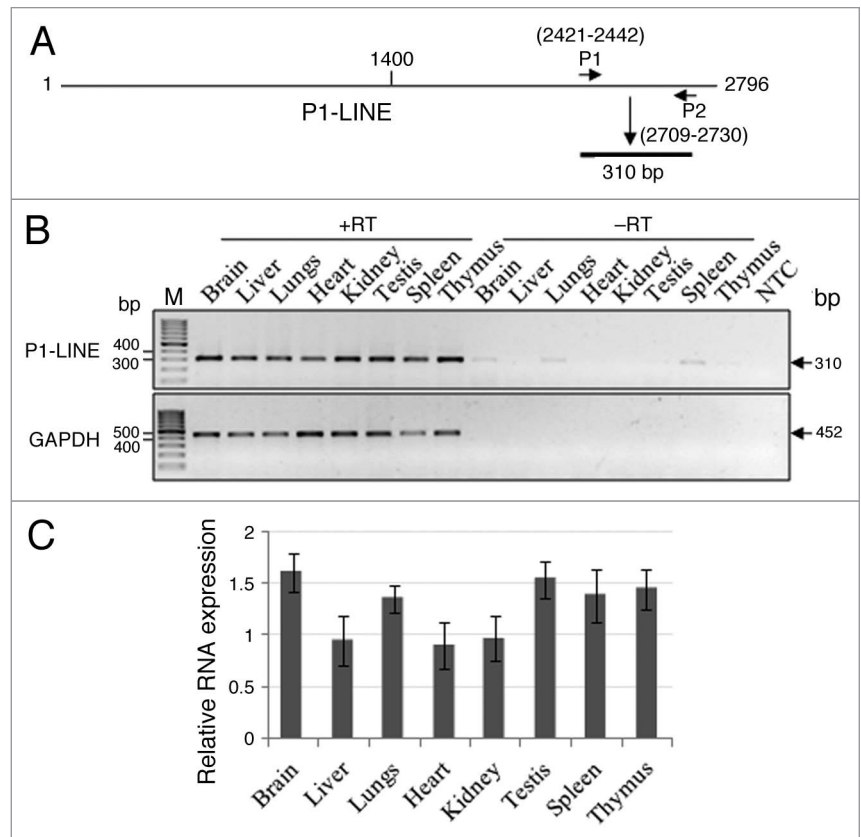 A
(2421-2442)
1400
P1
1
2796
P1-LINE
P2
(2709-2730)
310 bp
B
+RT
–RT
Brain
Liver
Lungs
Heart
Kidney
Testis
Spleen
Thymus
Brain
Liver
Lungs
Heart
Kidney
Testis
Spleen
Thymus
NTC
bp
M
bp
P1-LINE
400
300
310
GAPDH
500
400
452
C
Relative RNA expression
2
1.5
1
0.5
0
Brain
Liver
Lungs
Heart
Kidney
Testis
Spleen
Thymus